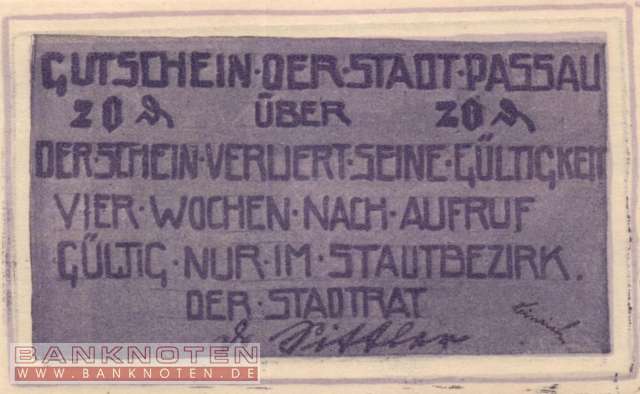 GUTSCHEIN·DER·STADT·PASSAU
20 ₰ ÜBER 20 ₰
DER·SCHEIN·VERLIERT·SEINE·GÜLTIGKEIT
VIER·WOCHEN·NACH·AUFRUF
GÜLTIG·NUR·IM·STADTBEZIRK.
DER·STADTRAT
Sittler
BANKNOTEN
WWW.BANKNOTEN.DE